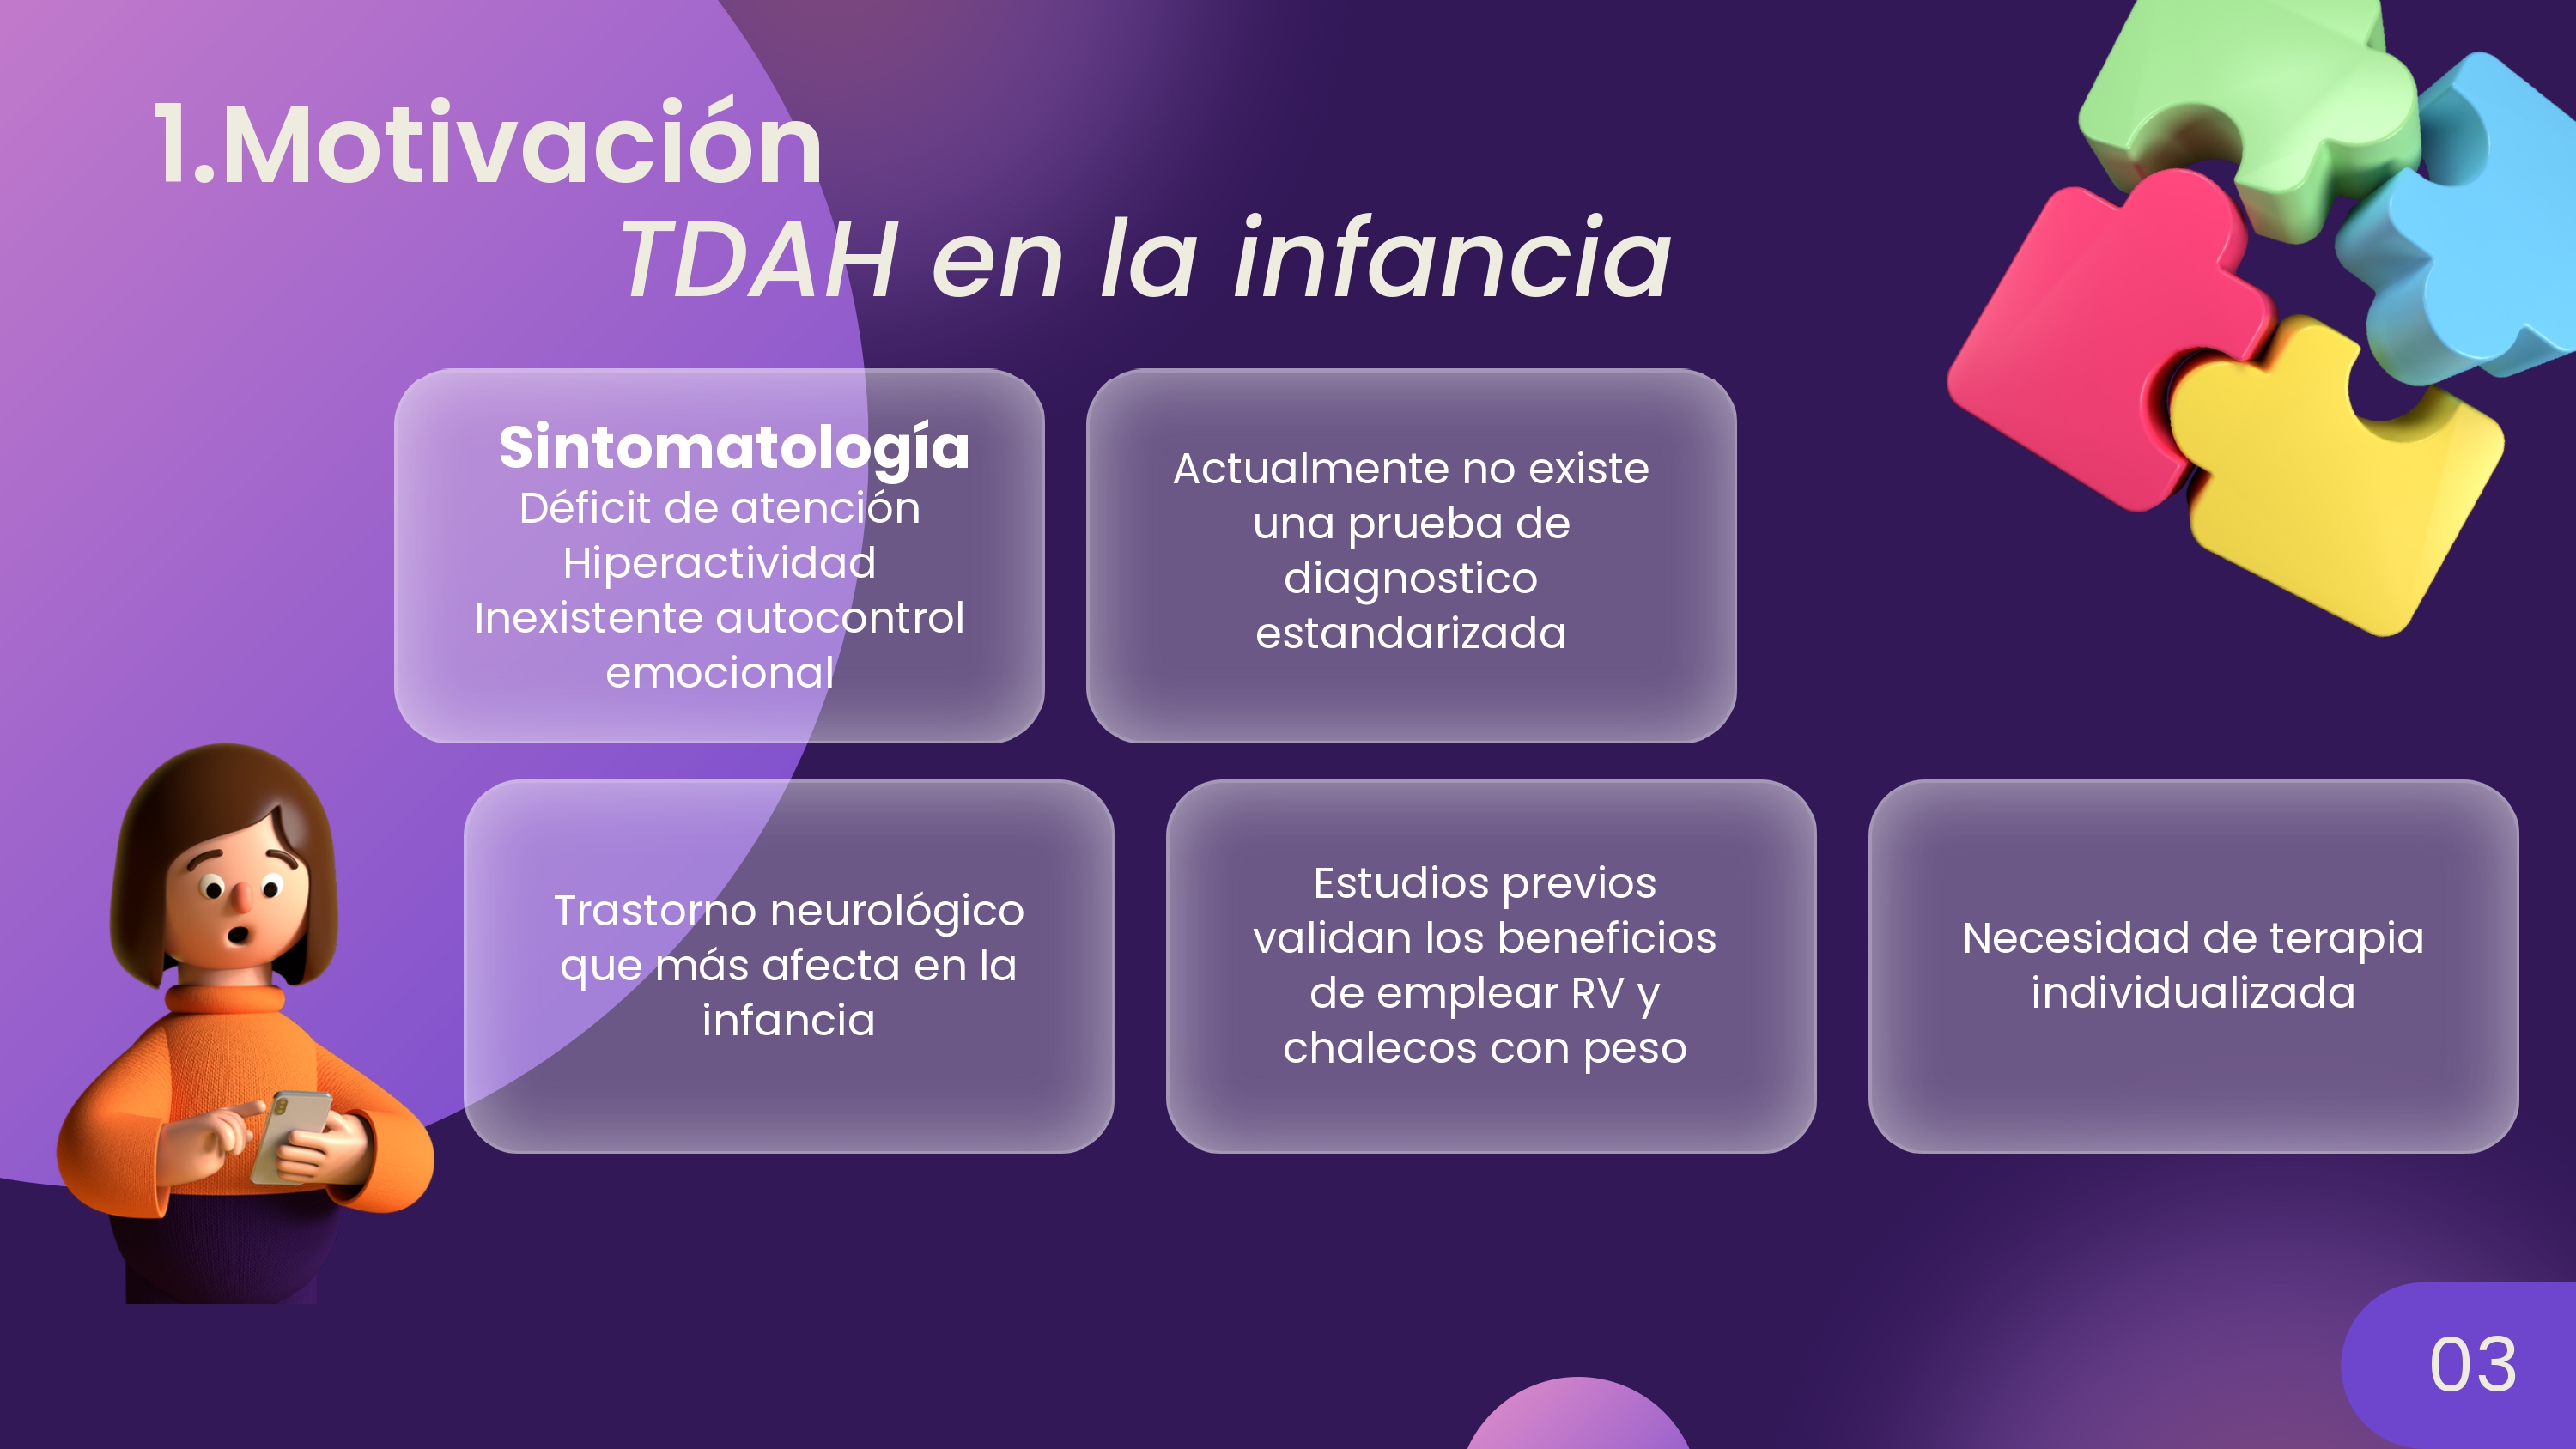 1.Motivación
TDAH en la infancia
Sintomatología
Déficit de atención
Hiperactividad
Inexistente autocontrol
emocional
Actualmente no existe
una prueba de
diagnostico
estandarizada
Trastorno neurológico
que más afecta en la
infancia
Estudios previos
validan los beneficios
de emplear RV y
chalecos con peso
Necesidad de terapia
individualizada
03